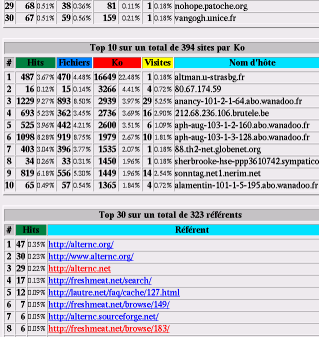 29 68 0.51% 38 0.36% 81 0.11% 1 0.18% nohope.patoche.org
30 67 0.51% 59 0.56% 159 0.21% 1 0.18% vangogh.unice.fr
Top 10 sur un total de 394 sites par Ko
# Hits Fichiers Ko Visites Nom d'hôte
1 487 3.67% 470 4.48% 16649 22.48% 1 0.18% altman.u-strasbg.fr
2 16 0.12% 15 0.14% 3266 4.41% 4 0.72% 80.67.174.59
3 1229 9.27% 893 8.50% 2939 3.97% 29 5.25% anancy-101-2-1-64.abo.wanadoo.fr
4 693 5.23% 362 3.45% 2736 3.69% 16 2.90% 212.68.236.106.brutele.be
5 525 3.96% 442 4.21% 2600 3.51% 6 1.09% aph-aug-103-1-2-160.abo.wanadoo.fr
6 1098 8.28% 919 8.75% 1979 2.67% 10 1.81% aph-aug-103-1-3-128.abo.wanadoo.fr
7 403 3.04% 396 3.77% 1535 2.07% 1 0.18% 88.th2-net.globenet.org
8 34 0.26% 33 0.31% 1450 1.96% 1 0.18% sherbrooke-hse-ppp3610742.sympatico
9 819 6.18% 556 5.30% 1449 1.96% 14 2.54% sonntag.net1.nerim.net
10 65 0.49% 57 0.54% 1365 1.84% 4 0.72% alamentin-101-1-5-195.abo.wanadoo.fr
Top 30 sur un total de 323 référents
# Hits Référent
1 47 0.35% http://alternc.org/
2 30 0.23% http://www.alternc.org/
3 29 0.22% http://alternc.net
4 17 0.13% http://freshmeat.net/search/
5 12 0.09% http://lautre.net/faq/cache/127.html
6 7 0.05% http://freshmeat.net/browse/149/
7 6 0.05% http://alternc.sourceforge.net/
8 6 0.05% http://freshmeat.net/browse/183/